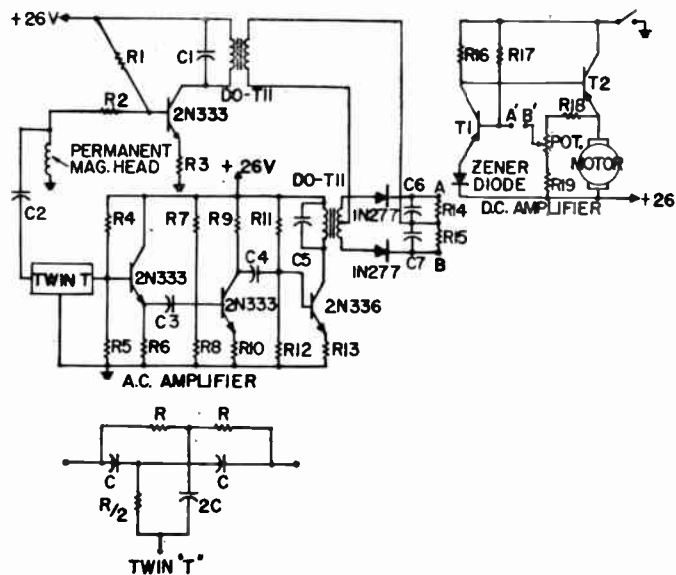 +26V
R1
C1
DO-T11
R2
2N333
R3
PERMANENT
MAG. HEAD
C2
+26V
R4
R7
R9
R11
DO-T11
C5
C4
2N333
C3
2N333
2N336
TWIN T
R5
R6
R8
R10
R12
R13
A.C. AMPLIFIER
1N277
1N277
C6
C7
A
R14
R15
B
R16
R17
T2
T1
A'
B'
R18
POT.
MOTOR
ZENER
DIODE
R19
D.C. AMPLIFIER
+26
R
R
C
C
R/2
2C
TWIN "T"